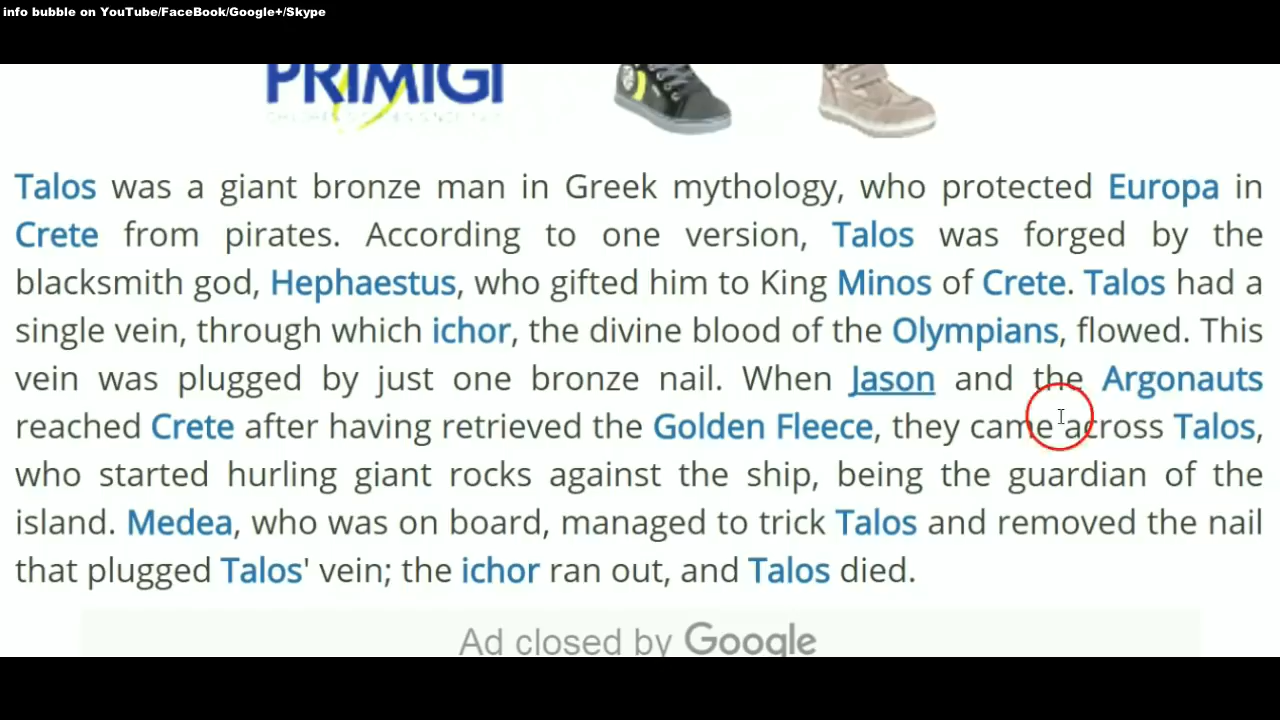 info bubble on YouTube/FaceBook/Google+/Skype
PRIMIGI
Talos was a giant bronze man in Greek mythology, who protected Europa in
Crete from pirates. According to one version, Talos was forged by the
blacksmith god, Hephaestus, who gifted him to King Minos of Crete. Talos had a
single vein, through which ichor, the divine blood of the Olympians, flowed. This
vein was plugged by just one bronze nail. When Jason and the Argonauts
reached Crete after having retrieved the Golden Fleece, they came across Talos,
who started hurling giant rocks against the ship, being the guardian of the
island. Medea, who was on board, managed to trick Talos and removed the nail
that plugged Talos' vein; the ichor ran out, and Talos died.
Ad closed by Google